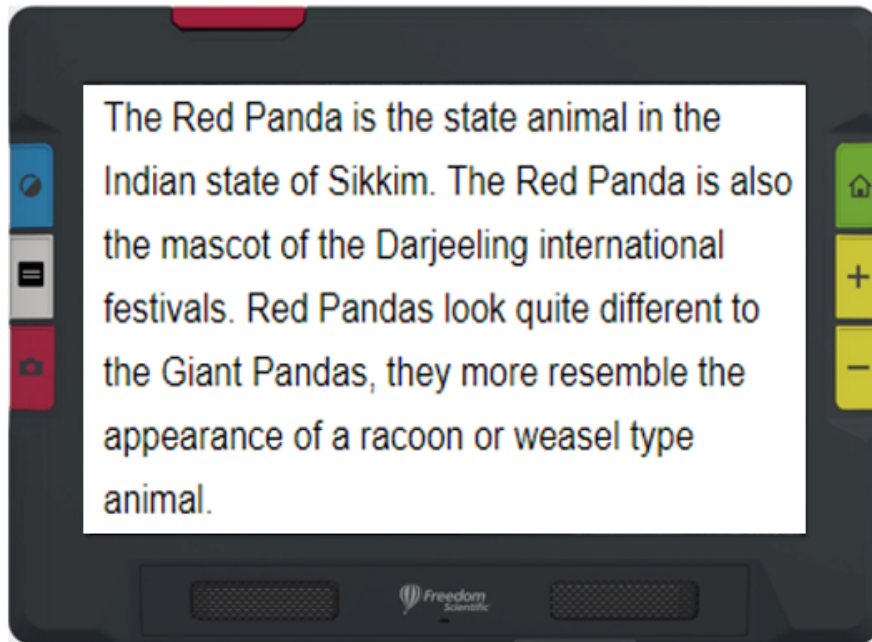 The Red Panda is the state animal in the
Indian state of Sikkim. The Red Panda is also
the mascot of the Darjeeling international
festivals. Red Pandas look quite different to
the Giant Pandas, they more resemble the
appearance of a racoon or weasel type
animal.
Freedom
Scientific